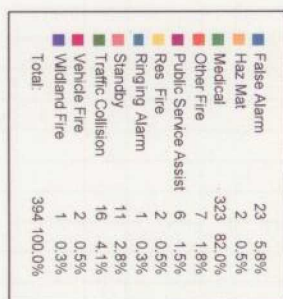 False Alarm 23 5.8%
Haz Mat 2 0.5%
Medical 323 82.0%
Other Fire 7 1.8%
Public Service Assist 6 1.5%
Res Fire 2 0.5%
Ringing Alarm 1 0.3%
Standby 11 2.8%
Traffic Collision 16 4.1%
Vehicle Fire 2 0.5%
Wildland Fire 1 0.3%
Total: 394 100.0%